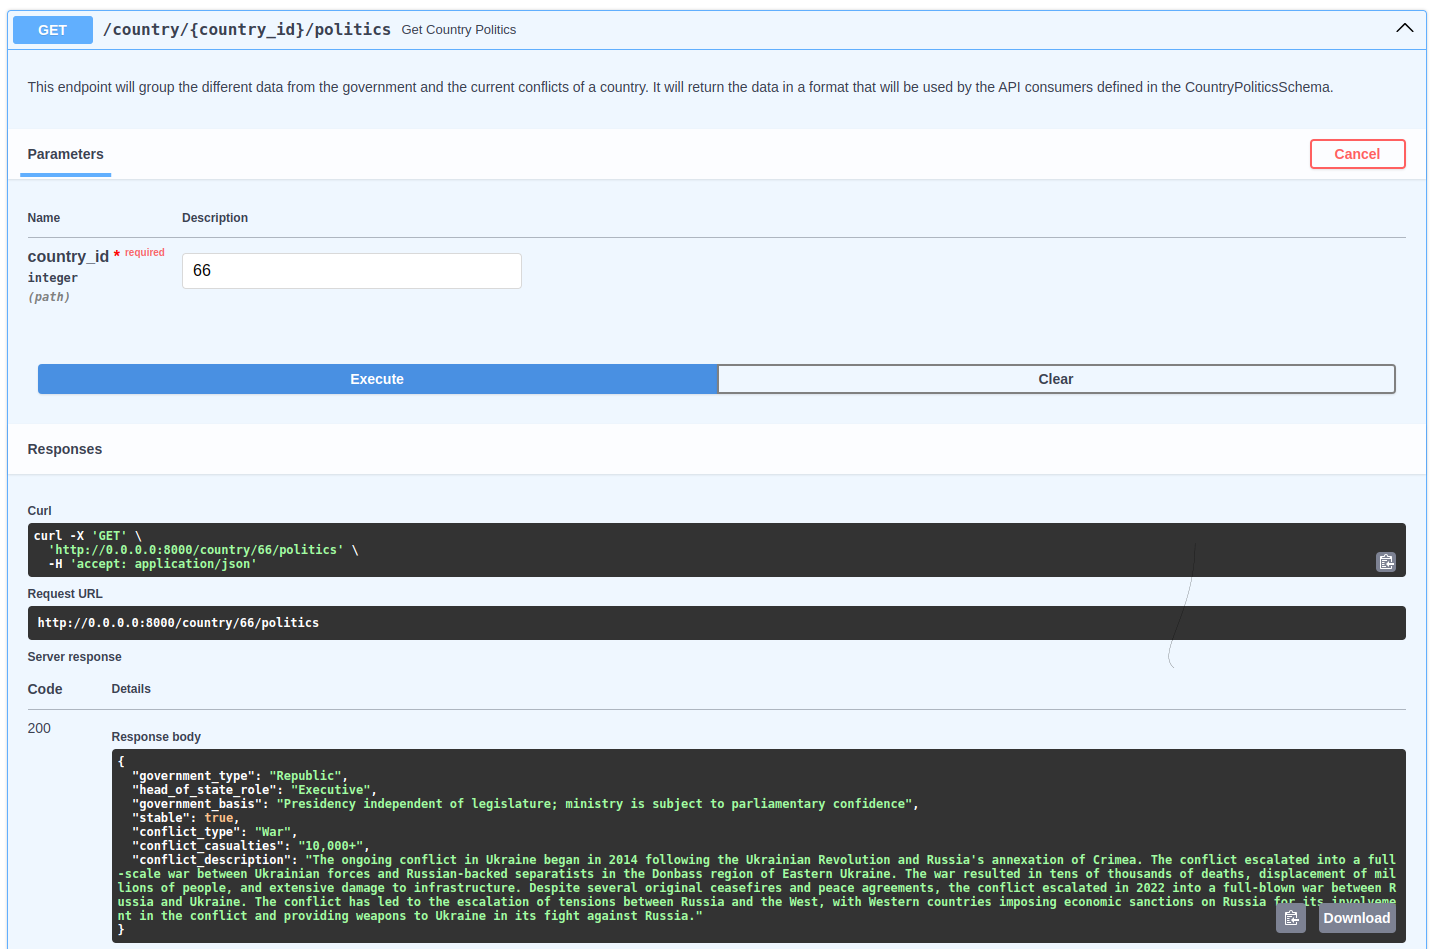 GET /country/{country_id}/politics Get Country Politics
This endpoint will group the different data from the government and the current conflicts of a country. It will return the data in a format that will be used by the API consumers defined in the CountryPoliticsSchema.
Parameters
Cancel
Name Description
country_id * required
integer
(path)
66
Execute Clear
Responses
Curl
curl -X 'GET' \
  'http://0.0.0.0:8000/country/66/politics' \
  -H 'accept: application/json'
Request URL
http://0.0.0.0:8000/country/66/politics
Server response
Code Details
200
Response body
{
  "government_type": "Republic",
  "head_of_state_role": "Executive",
  "government_basis": "Presidency independent of legislature; ministry is subject to parliamentary confidence",
  "stable": true,
  "conflict_type": "War",
  "conflict_casualties": "10,000+",
  "conflict_description": "The ongoing conflict in Ukraine began in 2014 following the Ukrainian Revolution and Russia's annexation of Crimea. The conflict escalated into a full
-scale war between Ukrainian forces and Russian-backed separatists in the Donbass region of Eastern Ukraine. The war resulted in tens of thousands of deaths, displacement of mil
lions of people, and extensive damage to infrastructure. Despite several original ceasefires and peace agreements, the conflict escalated in 2022 into a full-blown war between R
ussia and Ukraine. The conflict has led to the escalation of tensions between Russia and the West, with Western countries imposing economic sanctions on Russia for its involveme
nt in the conflict and providing weapons to Ukraine in its fight against Russia."
}
Download